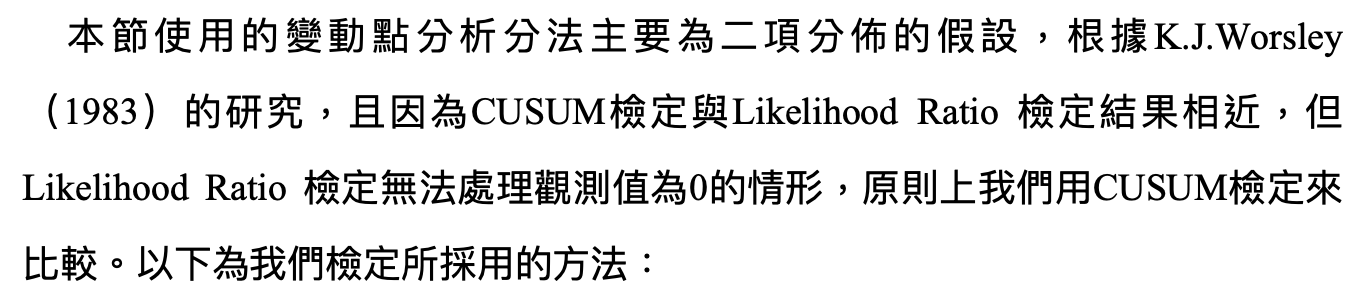 本節使用的變動點分析分法主要為二項分佈的假設，根據K.J.Worsley
（1983）的研究，且因為CUSUM檢定與Likelihood Ratio 檢定結果相近，但
Likelihood Ratio 檢定無法處理觀測值為0的情形，原則上我們用CUSUM檢定來
比較。以下為我們檢定所採用的方法：